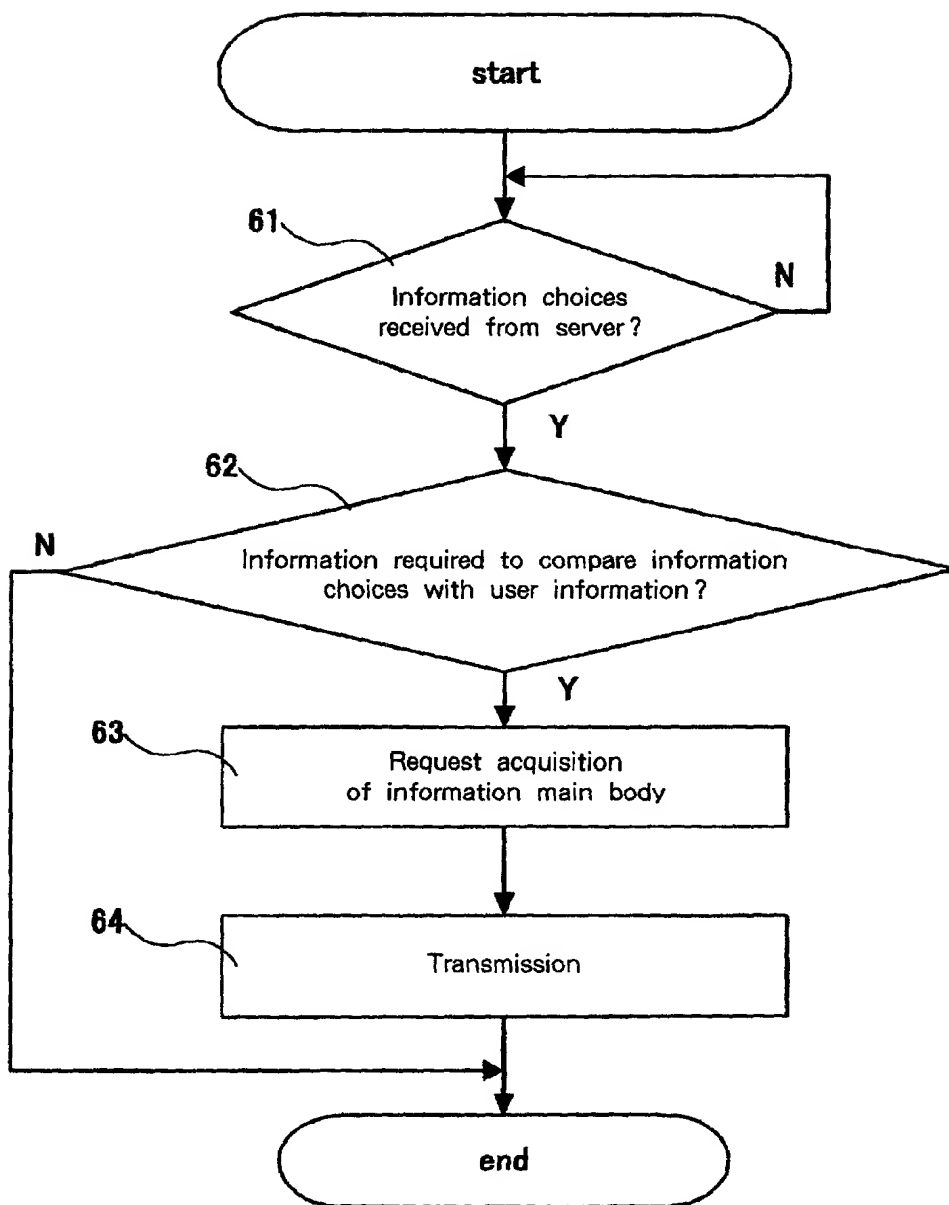 start
61
Information choices
received from server?
N
Y
62
N
Information required to compare information
choices with user information?
Y
63
Request acquisition
of information main body
64
Transmission
end